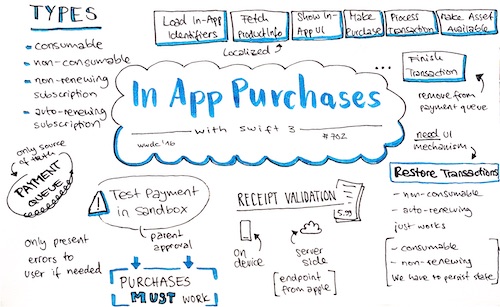 TYPES
- consumable
- non-consumable
- non-renewing
subscription
- auto-renewing
subscription
Load In-App
Identifiers
Fetch
ProductInfo
Localized
Show In-
App UI
Make
Purchase
Process
Transaction
Make Asset
Available
...
Finish
Transaction
remove from
payment queue
In App Purchases
with swift 3
wwdc '16
#702
need UI
mechanism
Restore Transactions
- non-consumable
- auto-renewing
just works
- consumable
- non-renewing
We have to persist state
only source
of truth
PAYMENT
QUEUE
only present
errors to
user if needed
! Test Payment
in Sandbox
parent
approval
PURCHASES
MUST WORK
RECEIPT VALIDATION
5.99
on
device
server
side
[endpoint
from apple]